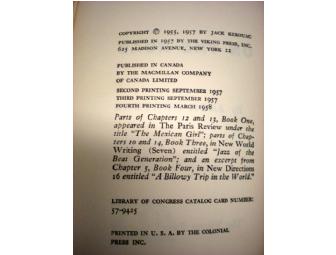 COPYRIGHT © 1955, 1957 BY JACK KEROUAC
PUBLISHED IN 1957 BY THE VIKING PRESS, INC.
625 MADISON AVENUE, NEW YORK 22
PUBLISHED IN CANADA
BY THE MACMILLAN COMPANY
OF CANADA LIMITED
SECOND PRINTING SEPTEMBER 1957
THIRD PRINTING SEPTEMBER 1957
FOURTH PRINTING MARCH 1958
Parts of Chapters 12 and 13, Book One,
appeared in The Paris Review under the
title "The Mexican Girl"; parts of Chap-
ters 10 and 14, Book Three, in New World
Writing (Seven) entitled "Jazz of the
Beat Generation"; and an excerpt from
Chapter 5, Book Four, in New Directions
16 entitled "A Billowy Trip in the World."
LIBRARY OF CONGRESS CATALOG CARD NUMBER:
57-9425
PRINTED IN U. S. A. BY THE COLONIAL
PRESS INC.